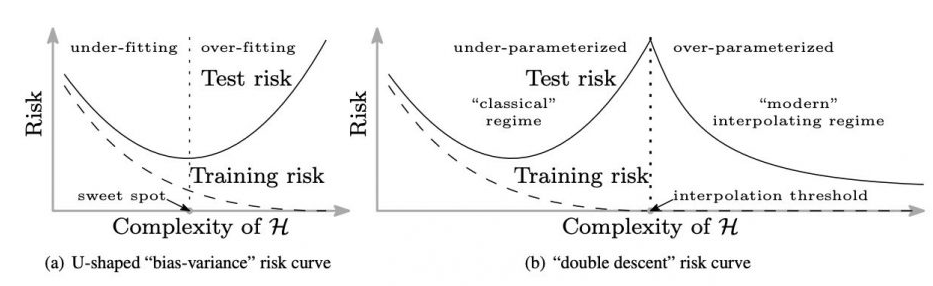 under-fitting
over-fitting
Test risk
Risk
Training risk
sweet spot
Complexity of ℋ
(a) U-shaped “bias-variance” risk curve
under-parameterized
over-parameterized
Test risk
“classical”
regime
“modern”
interpolating regime
Risk
Training risk
interpolation threshold
Complexity of ℋ
(b) “double descent” risk curve